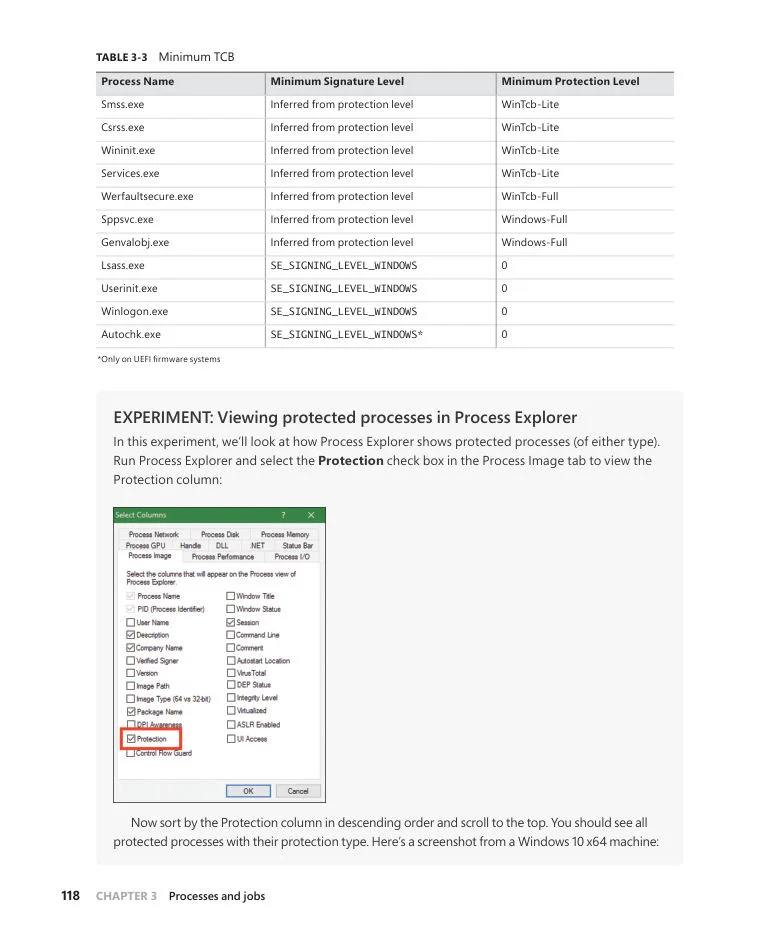 TABLE 3-3 Minimum TCB
Process Name Minimum Signature Level Minimum Protection Level
Smss.exe Inferred from protection level WinTcb-Lite
Csrss.exe Inferred from protection level WinTcb-Lite
Wininit.exe Inferred from protection level WinTcb-Lite
Services.exe Inferred from protection level WinTcb-Lite
Werfaultsecure.exe Inferred from protection level WinTcb-Full
Sppsvc.exe Inferred from protection level Windows-Full
Genvalobj.exe Inferred from protection level Windows-Full
Lsass.exe SE_SIGNING_LEVEL_WINDOWS 0
Userinit.exe SE_SIGNING_LEVEL_WINDOWS 0
Winlogon.exe SE_SIGNING_LEVEL_WINDOWS 0
Autochk.exe SE_SIGNING_LEVEL_WINDOWS* 0
*Only on UEFI firmware systems
EXPERIMENT: Viewing protected processes in Process Explorer
In this experiment, we’ll look at how Process Explorer shows protected processes (of either type).
Run Process Explorer and select the Protection check box in the Process Image tab to view the
Protection column:
Select Columns ? ×
Process Network Process Disk Process Memory
Process GPU Handle DLL .NET Status Bar
Process Image Process Performance Process I/O
Select the columns that will appear on the Process view of
Process Explorer.
Process Name Window Title
PID (Process Identifier) Window Status
User Name Session
Description Command Line
Company Name Comment
Verified Signer Autostart Location
Version VirusTotal
Image Path DEP Status
Image Type (64 vs 32-bit) Integrity Level
Package Name Virtualized
DPI Awareness ASLR Enabled
Protection UI Access
Control Flow Guard
OK Cancel
Now sort by the Protection column in descending order and scroll to the top. You should see all
protected processes with their protection type. Here’s a screenshot from a Windows 10 x64 machine:
118 CHAPTER 3 Processes and jobs